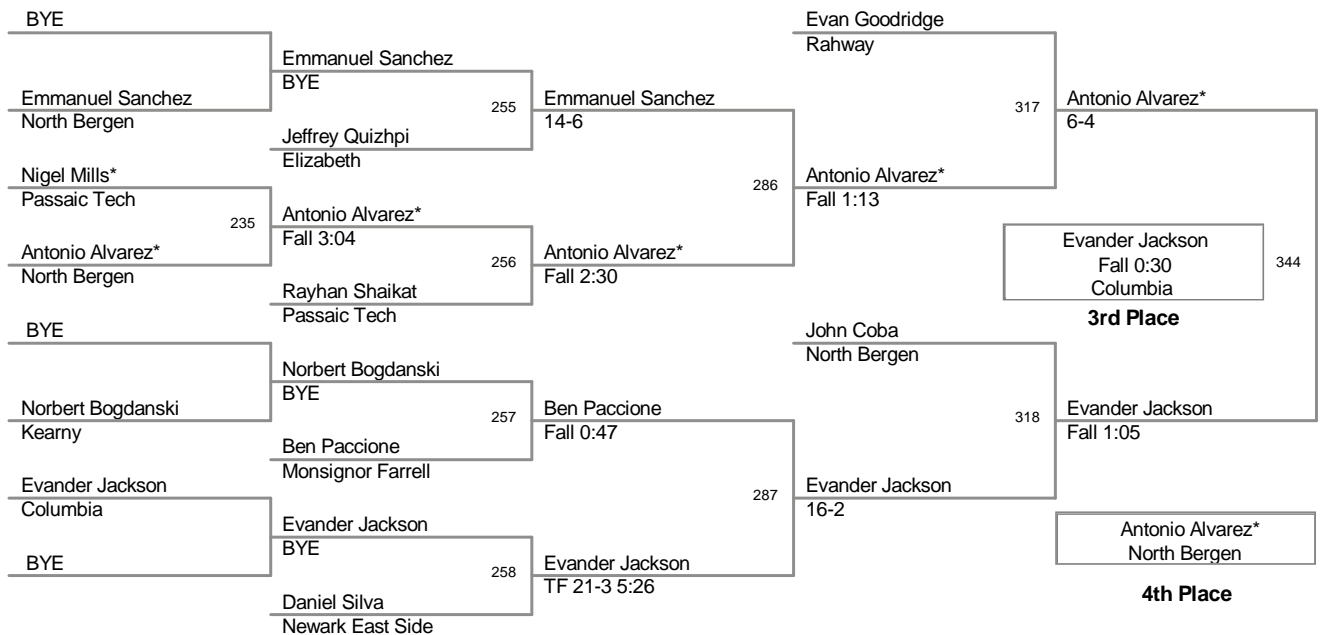 BYE
Emmanuel Sanchez
North Bergen
Nigel Mills*
Passaic Tech
235
Antonio Alvarez*
North Bergen
BYE
Norbert Bogdanski
Kearny
Evander Jackson
Columbia
BYE
Emmanuel Sanchez
BYE
255
Jeffrey Quizhpi
Elizabeth
Antonio Alvarez*
Fall 3:04
256
Rayhan Shaikat
Passaic Tech
Norbert Bogdanski
BYE
257
Ben Paccione
Monsignor Farrell
Evander Jackson
BYE
258
Daniel Silva
Newark East Side
Emmanuel Sanchez
14-6
286
Antonio Alvarez*
Fall 2:30
Ben Paccione
Fall 0:47
287
Evander Jackson
TF 21-3 5:26
Evan Goodridge
Rahway
317
Antonio Alvarez*
Fall 1:13
John Coba
North Bergen
318
Evander Jackson
16-2
Antonio Alvarez*
6-4
344
Evander Jackson
Fall 1:05
Evander Jackson
Fall 0:30
Columbia
3rd Place
Antonio Alvarez*
North Bergen
4th Place